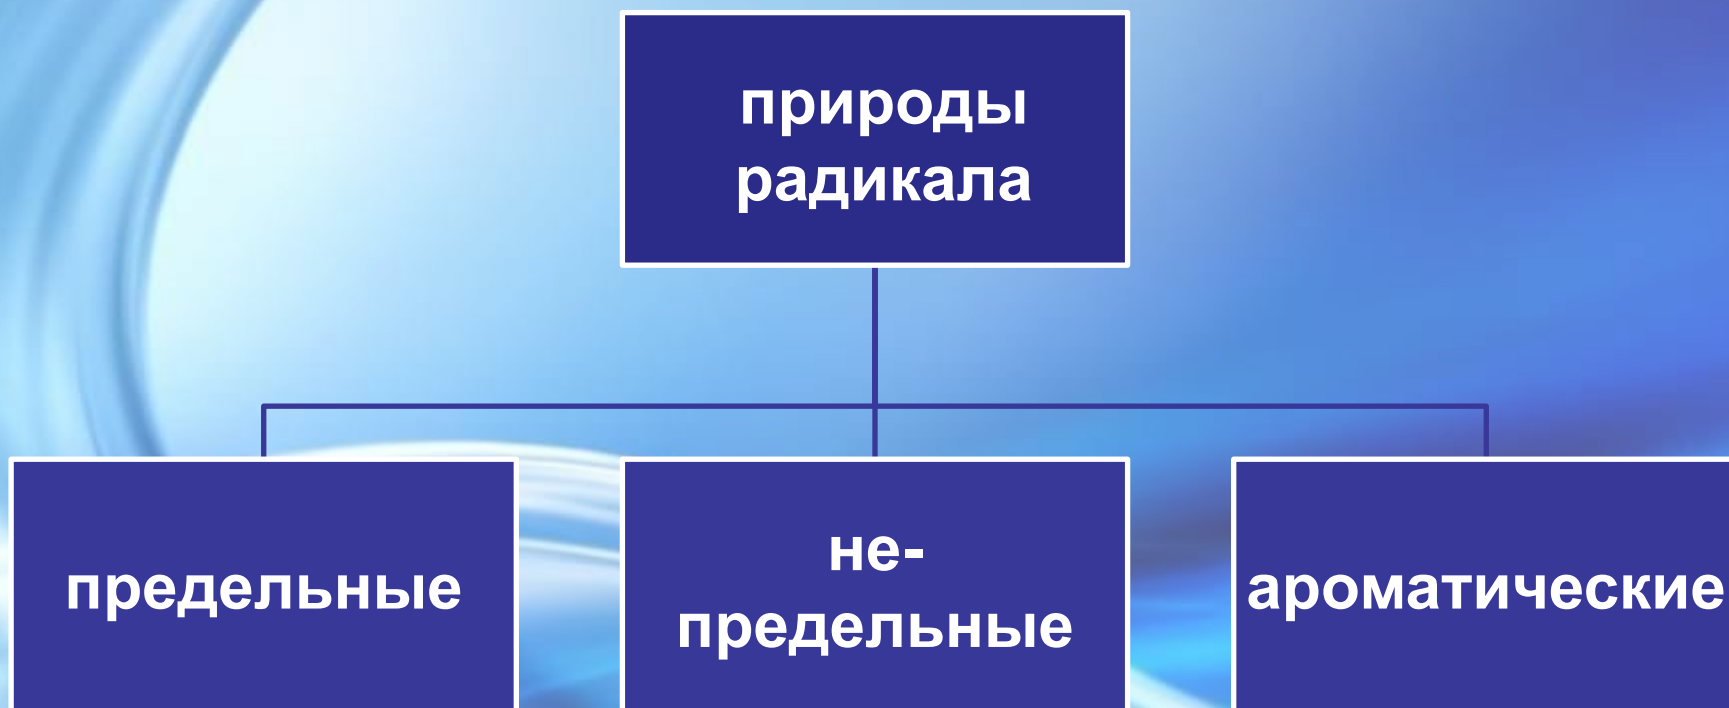 природы
радикала
предельные
не-
предельные
ароматические